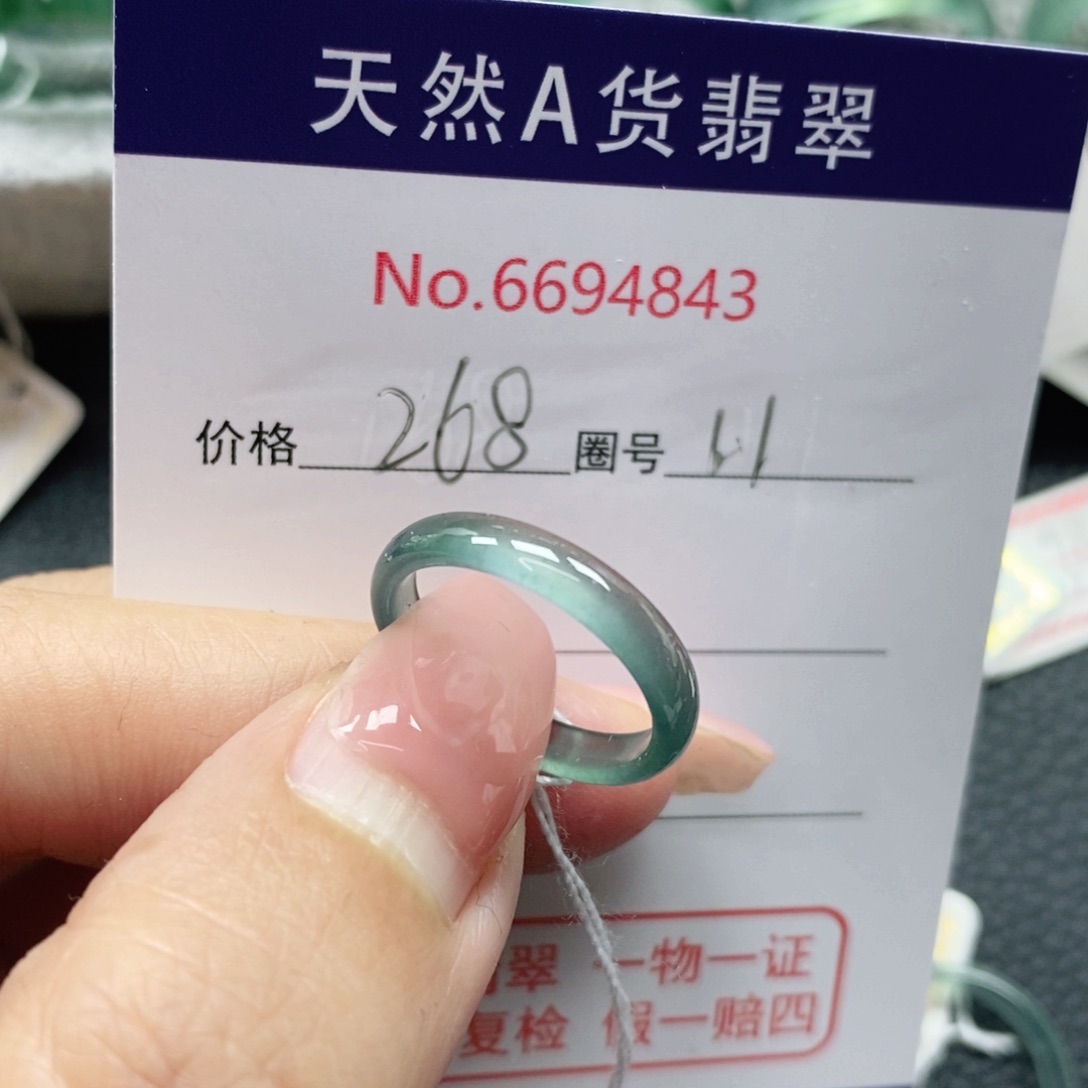 天然A货翡翠
No.6694843
价格 268 圈号
翠 一物一证
复检 假一赔四